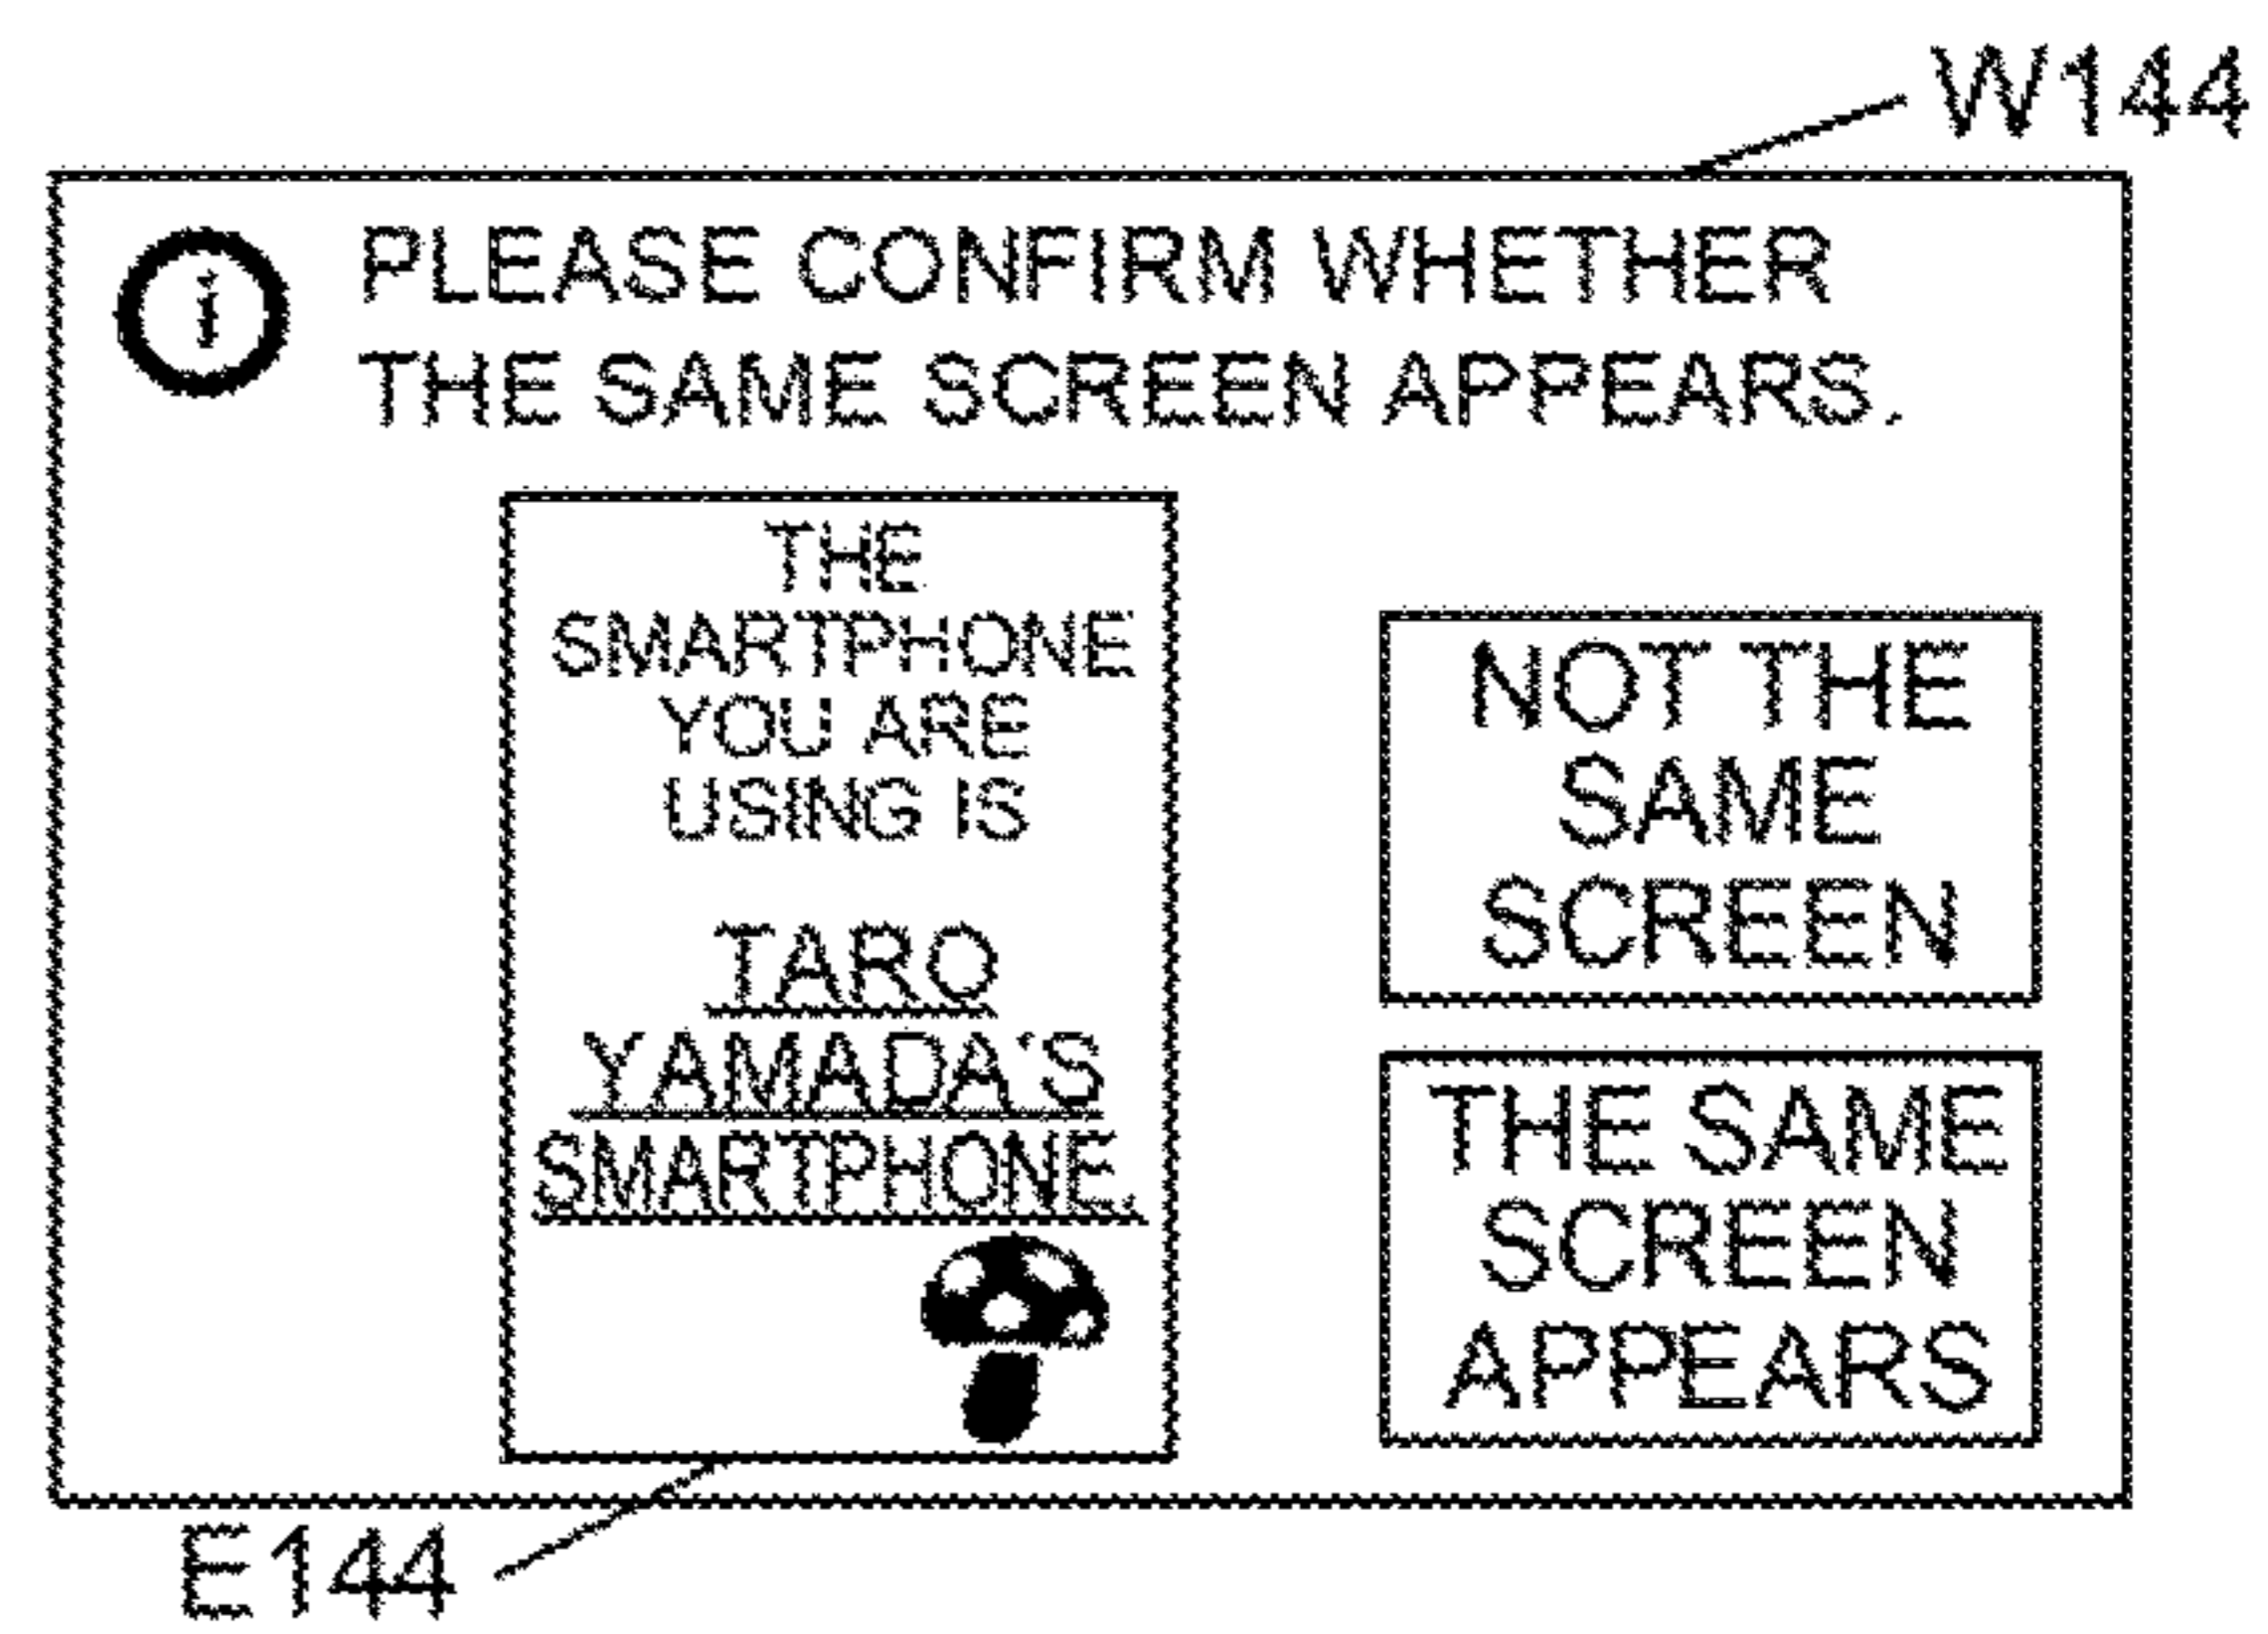 W144
i
PLEASE CONFIRM WHETHER
THE SAME SCREEN APPEARS.
THE
SMARTPHONE
YOU ARE
USING IS
TARO
YAMADA'S
SMARTPHONE.
NOT THE
SAME
SCREEN
THE SAME
SCREEN
APPEARS
E144